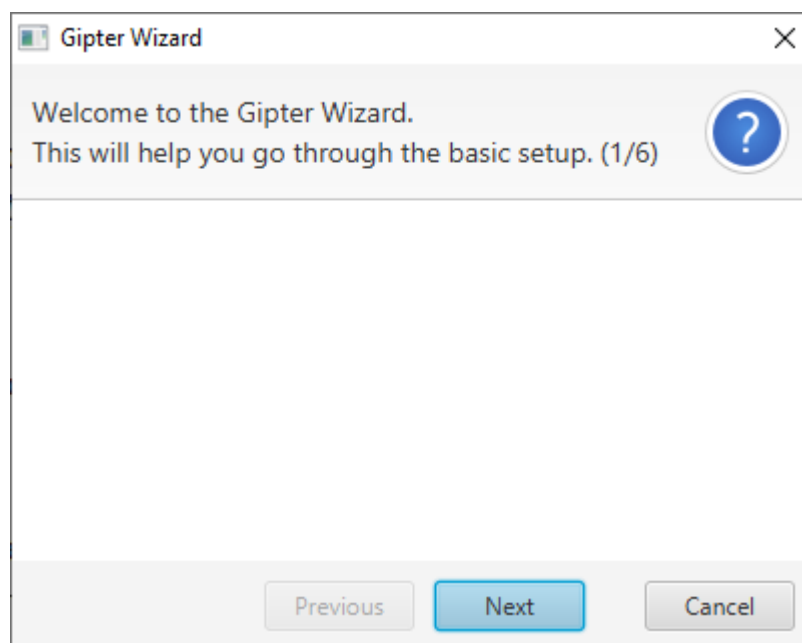 Gipter Wizard
Welcome to the Gipter Wizard.
This will help you go through the basic setup. (1/6)
?
Previous
Next
Cancel